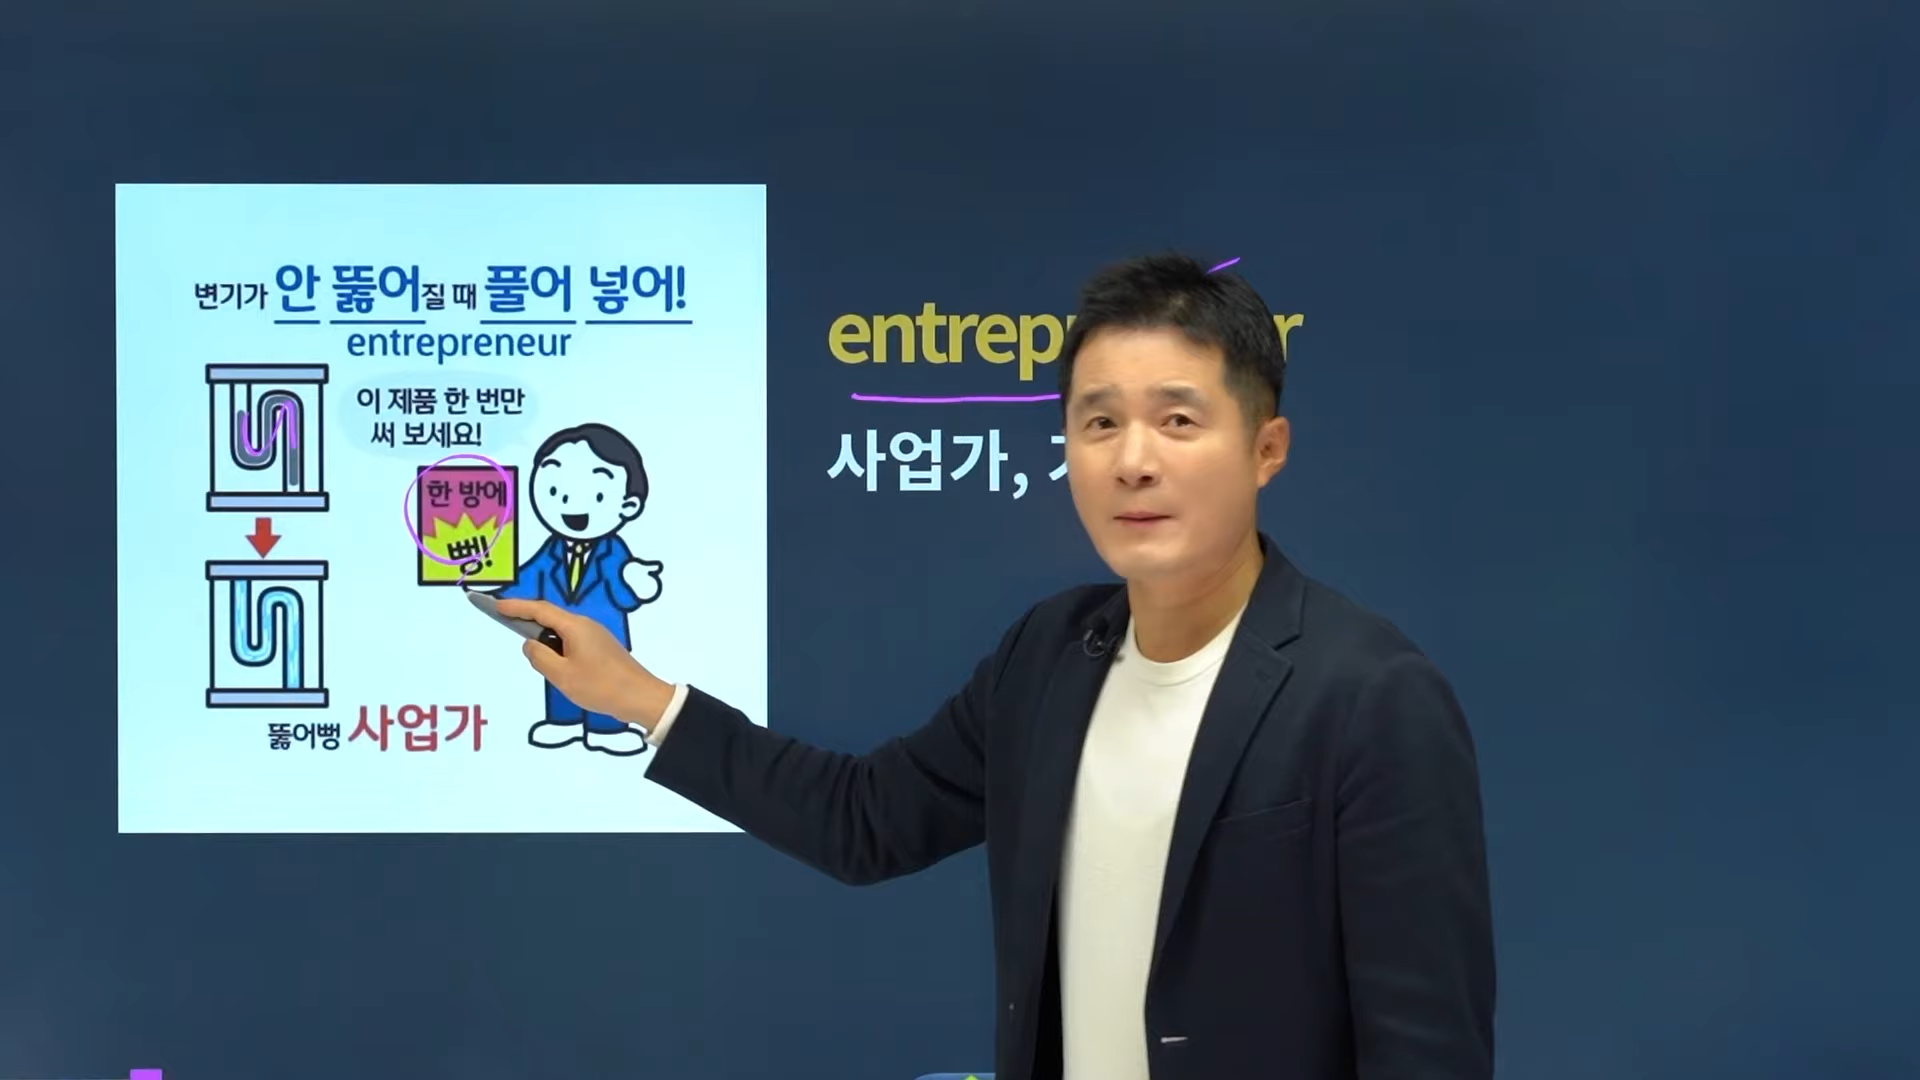 변기가 안 뚫어질 때 풀어 넣어!
entrepreneur
이 제품 한 번만
써 보세요!
한 방에
뻥!
뚫어뻥 사업가
사업가,